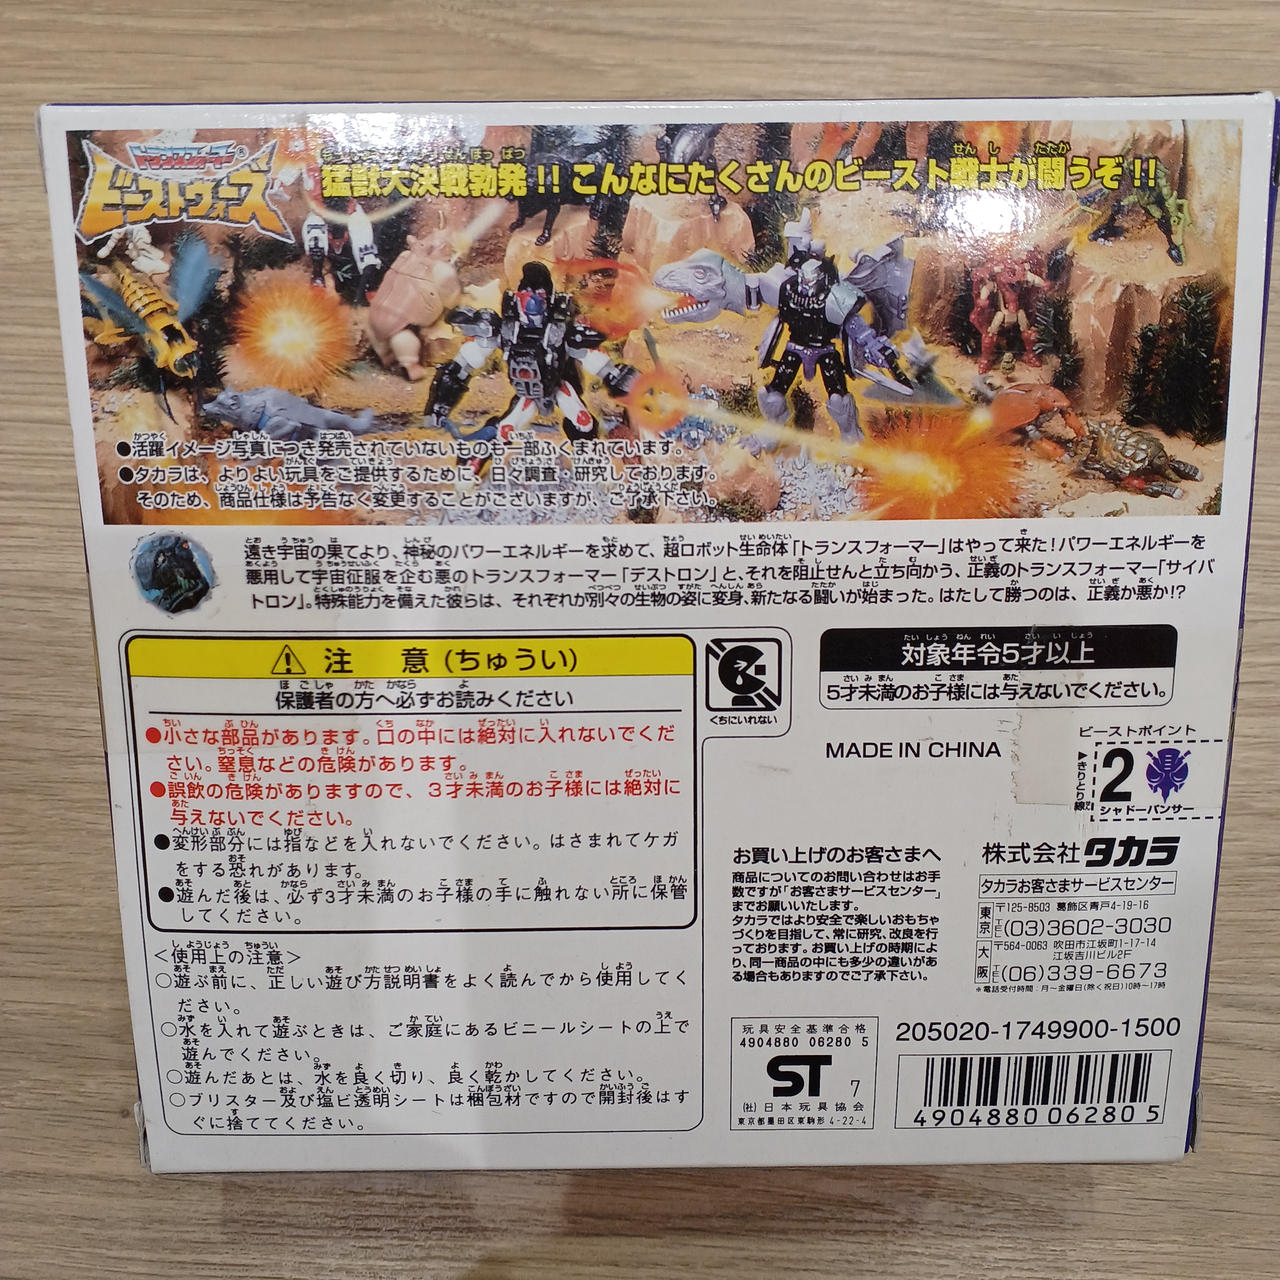 トランスフォーマー®
ビーストウォーズ
猛獣大決戦勃発!! こんなにたくさんのビースト戦士が闘うぞ!!
●活躍イメージ写真につき発売されていないものも一部ふくまれています。
●タカラは、よりよい玩具をご提供するために、日々調査、研究しております。
そのため、商品仕様は予告なく変更することがございますが、ご了承下さい。
遠き宇宙の果てより、神秘のパワーエネルギーを求めて、超ロボット生命体「トランスフォーマー」はやって来た!パワーエネルギーを
悪用して宇宙征服を企む悪のトランスフォーマー「デストロン」と、それを阻止せんと立ち向かう、正義のトランスフォーマー「サイバ
トロン」。特殊能力を備えた彼らは、それぞれが別々の生物の姿に変身、新たなる闘いが始まった。はたして勝つのは、正義か悪か!?
注 意(ちゅうい)
保護者の方へ必ずお読みください
●小さな部品があります。口の中には絶対に入れないでくだ
さい。窒息などの危険があります。
●誤飲の危険がありますので、3才未満のお子様には絶対に
与えないでください。
●変形部分には指などを入れないでください。はさまれてケガ
をする恐れがあります。
●遊んだ後は、必ず3才未満のお子様の手に触れない所に保管
してください。
<使用上の注意>
○遊ぶ前に、正しい遊び方説明書をよく読んでから使用してく
ださい。
○水を入れて遊ぶときは、ご家庭にあるビニールシートの上で
遊んでください。
○遊んだあとは、水を良く切り、良く乾かしてください。
○ブリスター及び塩ビ透明シートは梱包材ですので開封後はす
ぐに捨ててください。
くちにいれない
対象年令5才以上
5才未満のお子様には与えないでください。
MADE IN CHINA
ビーストポイント
▶きりとり線
2
シャドーパンサー
お買い上げのお客さまへ
商品についてのお問い合わせはお手
数ですが「お客さまサービスセンター」
までお願いいたします。
タカラではより安全で楽しいおもちゃ
づくりを目指して、常に研究、改良を行
っております。お買い上げの時期によ
り、同一商品の中にも多少の違いがあ
る場合もありますのでご了承下さい。
株式会社タカラ
タカラお客さまサービスセンター
東京 〒125-8503 葛飾区青戸4-19-16
TEL (03)3602-3030
大阪 〒564-0063 吹田市江坂町1-17-14
江坂吉川ビル2F
TEL (06)339-6673
*電話受付時間:月〜金曜日(除く祝日)10時〜17時
玩具安全基準合格
4904880 06280 5
ST 7
(社)日本玩具協会
東京都墨田区東駒形4-22-4
205020-1749900-1500
4904880062805